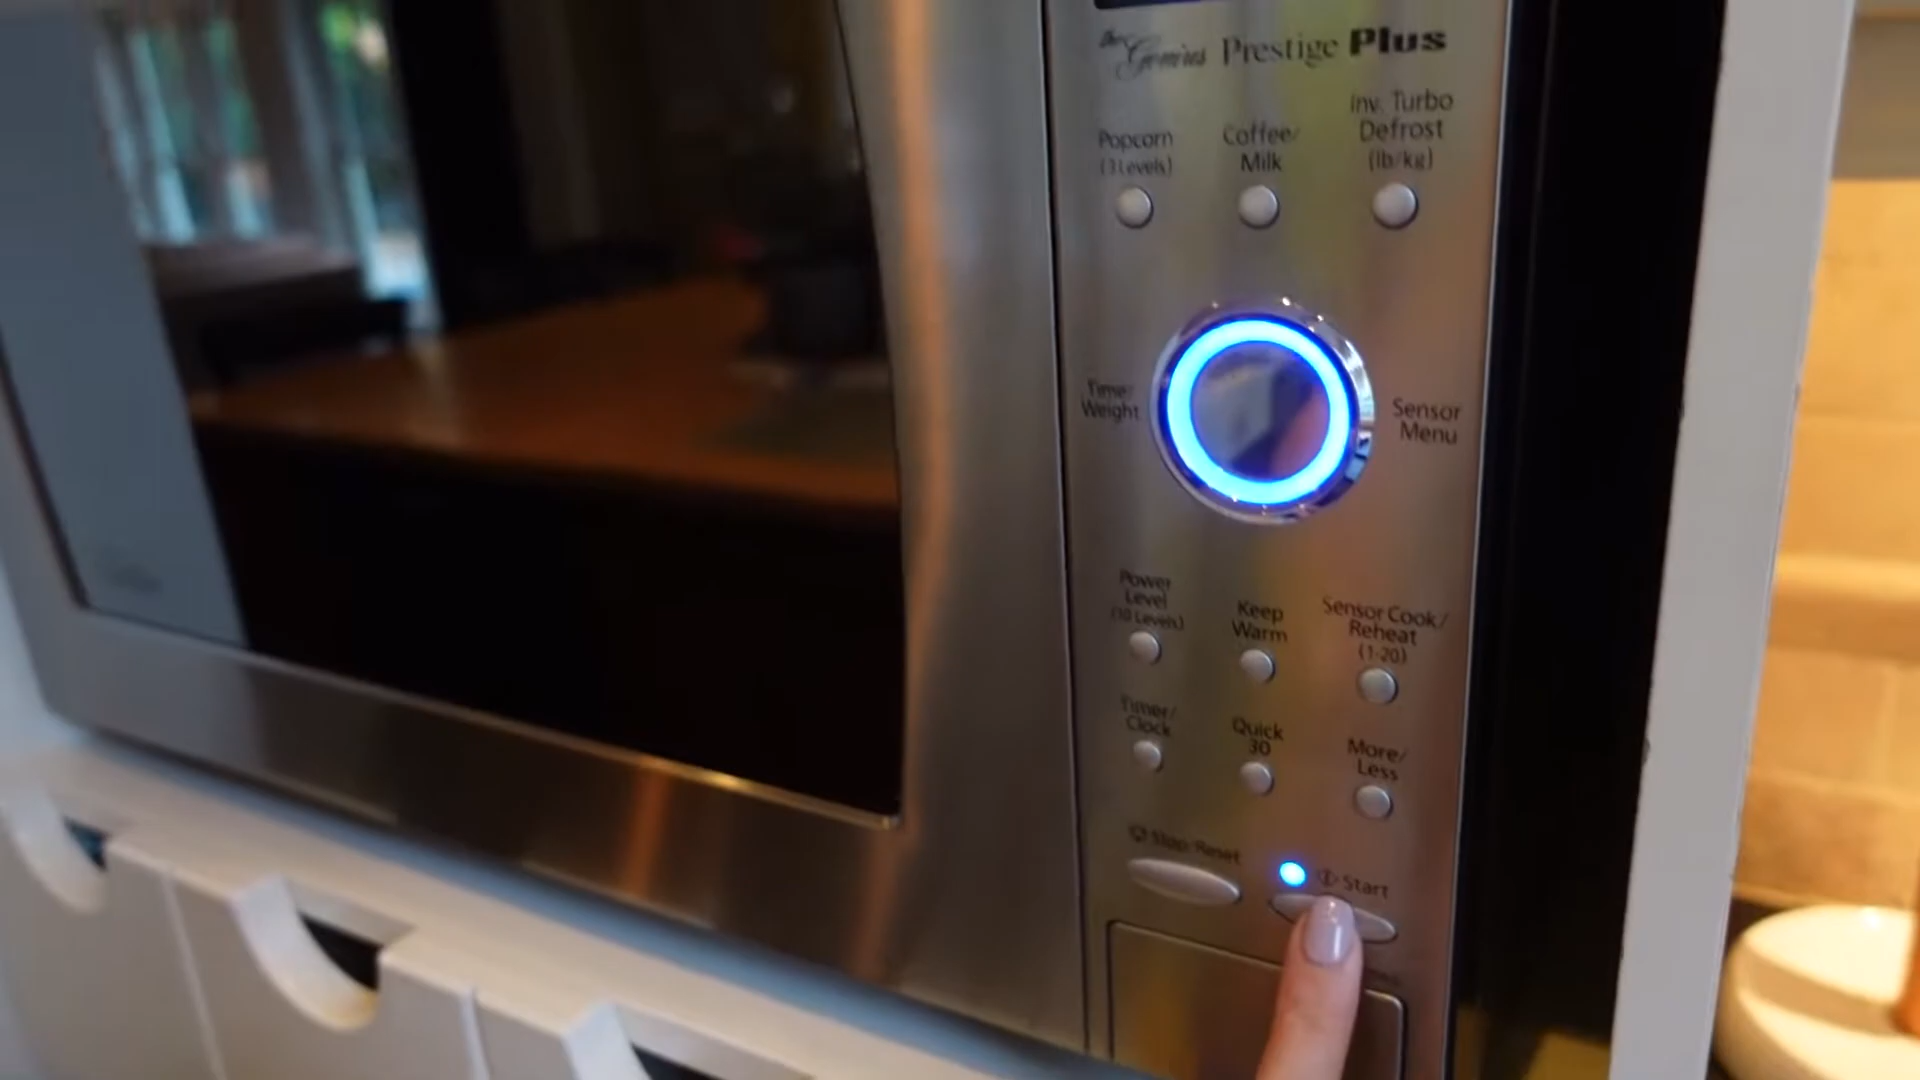 the Genius Prestige Plus
Popcorn
(3 Levels)
Coffee/
Milk
Inv. Turbo
Defrost
(lb/kg)
Time/
Weight
Sensor
Menu
Power
Level
(10 Levels)
Keep
Warm
Sensor Cook/
Reheat
(1-20)
Timer/
Clock
Quick
30
More/
Less
Stop/Reset
Start